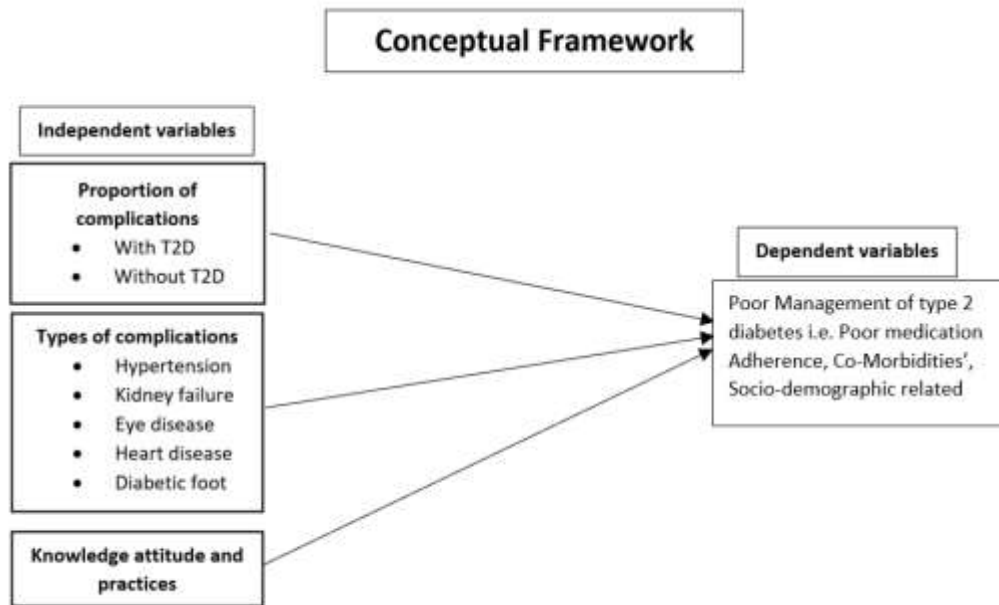 Conceptual Framework
Independent variables
Proportion of
complications
• With T2D
• Without T2D
Types of complications
• Hypertension
• Kidney failure
• Eye disease
• Heart disease
• Diabetic foot
Knowledge attitude and
practices
Dependent variables
Poor Management of type 2
diabetes i.e. Poor medication
Adherence, Co-Morbidities’,
Socio-demographic related